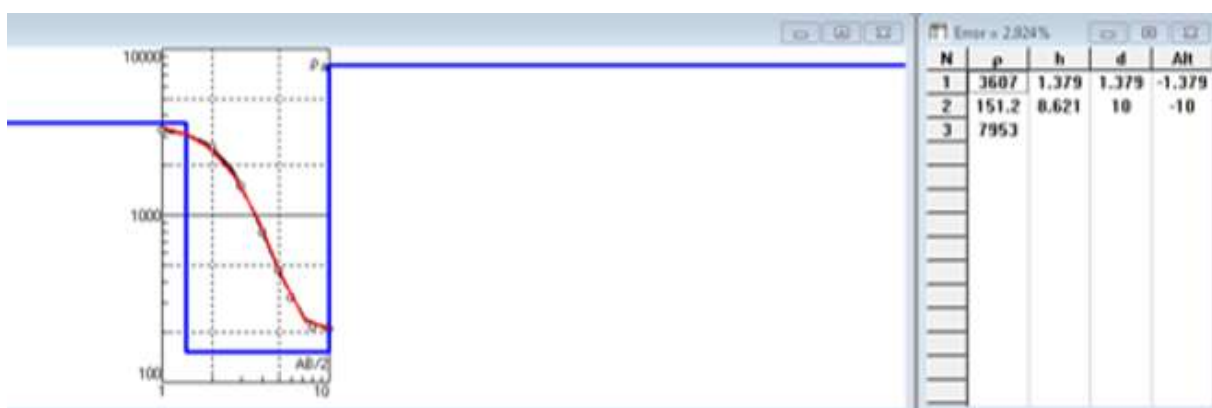 Error = 2.924%
N ρ h d Alt
1 3607 1.379 1.379 -1.379
2 151.2 8.621 10 -10
3 7953
10000
ρa
1000
100
AB/2
1 10